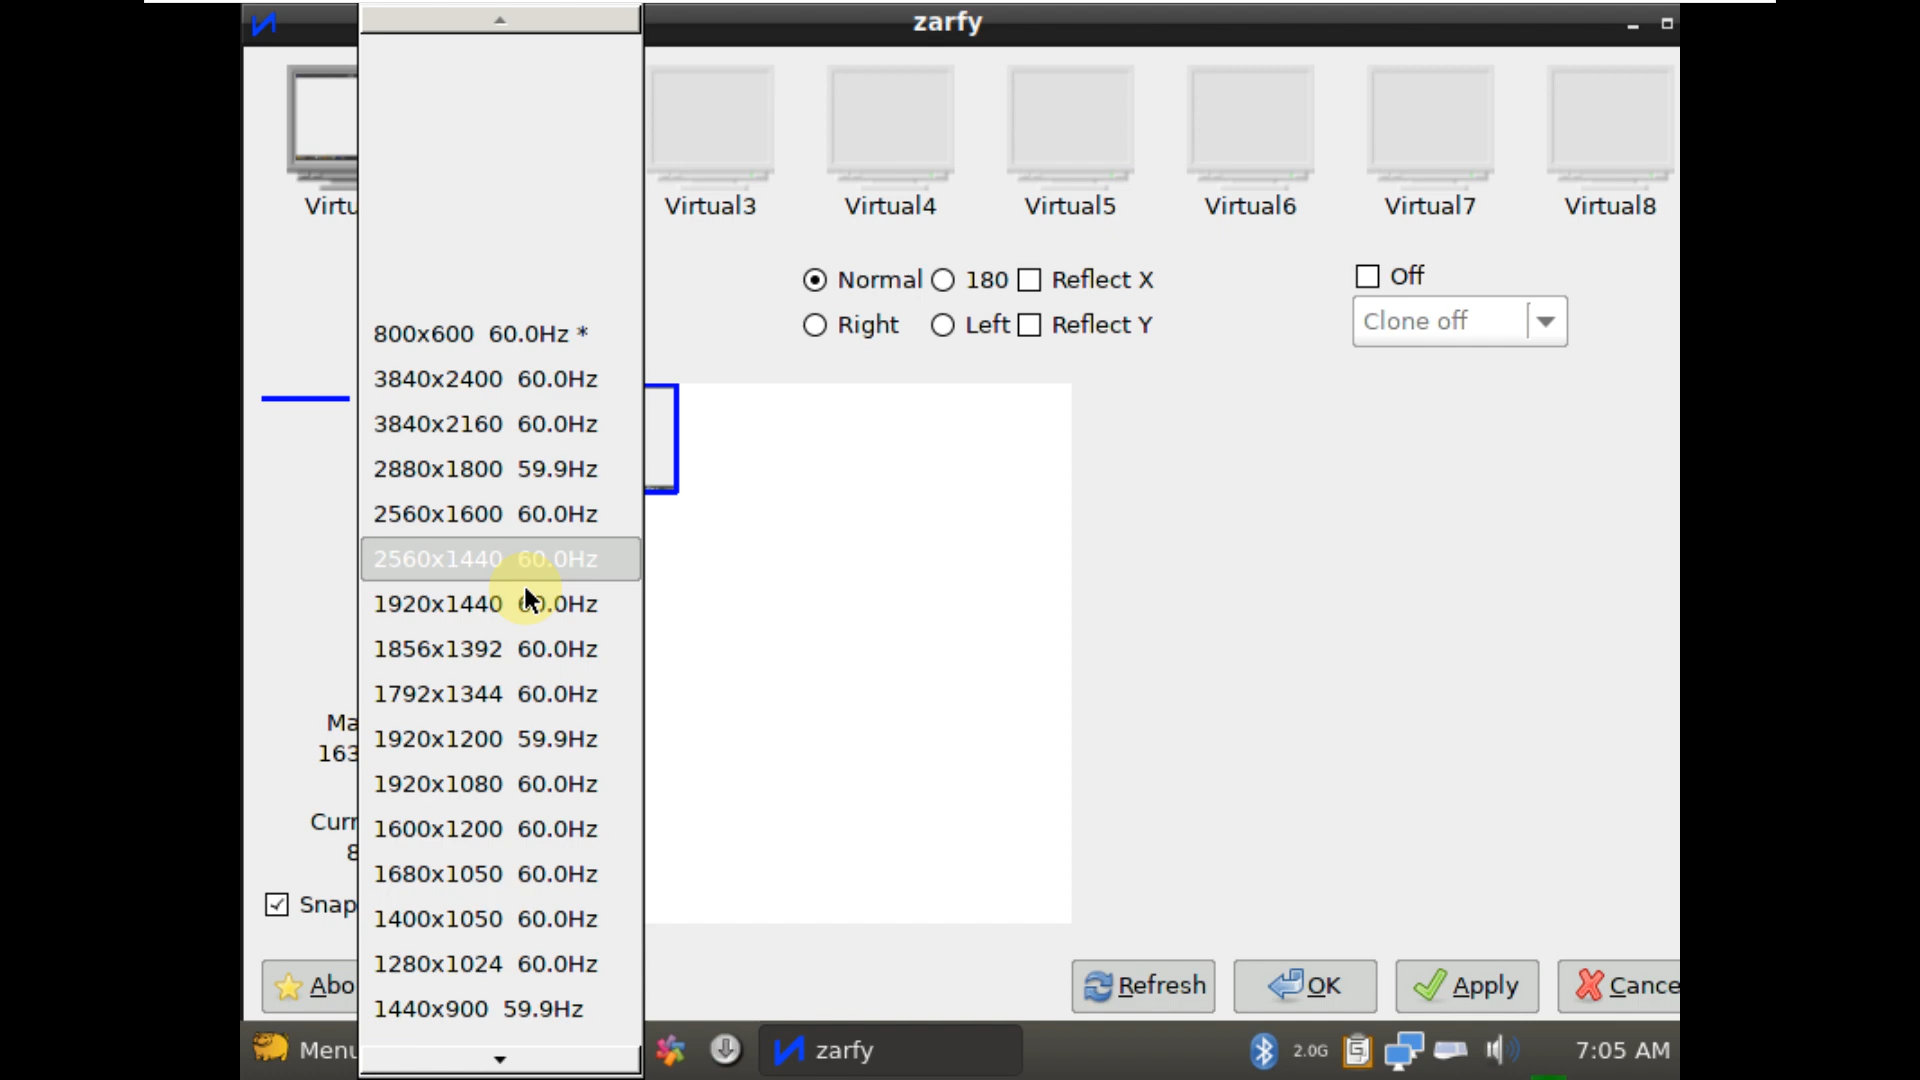 zarfy
Virtu
Virtual3
Virtual4
Virtual5
Virtual6
Virtual7
Virtual8
Normal
180
Reflect X
Off
Right
Left
Reflect Y
Clone off
800x600 60.0Hz *
3840x2400 60.0Hz
3840x2160 60.0Hz
2880x1800 59.9Hz
2560x1600 60.0Hz
2560x1440 60.0Hz
1920x1440 60.0Hz
1856x1392 60.0Hz
1792x1344 60.0Hz
1920x1200 59.9Hz
1920x1080 60.0Hz
1600x1200 60.0Hz
1680x1050 60.0Hz
1400x1050 60.0Hz
1280x1024 60.0Hz
1440x900 59.9Hz
Ma
163
Curr
8
Snap
Abo
Refresh
OK
Apply
Cance
Menu
zarfy
2.0G
7:05 AM